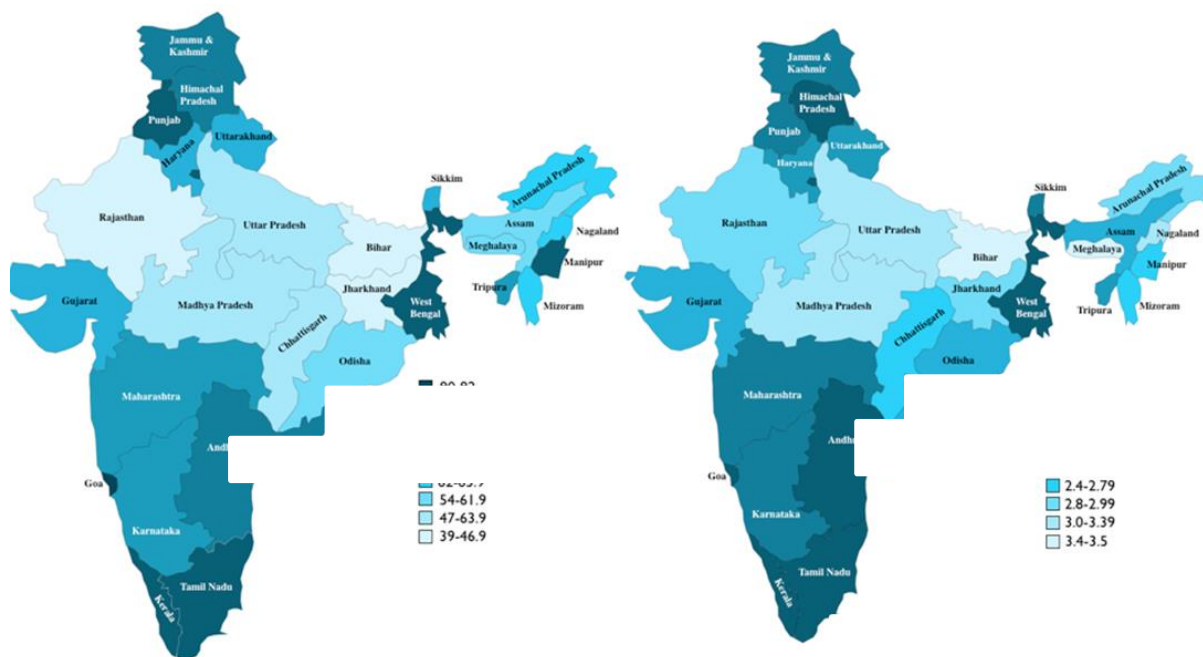 Jammu &
Kashmir
Himachal
Pradesh
Punjab
Uttarakhand
Haryana
Rajasthan
Uttar Pradesh
Bihar
Sikkim
Arunachal Pradesh
Assam
Nagaland
Meghalaya
Manipur
Tripura
Mizoram
Gujarat
Madhya Pradesh
Jharkhand
West
Bengal
Chhattisgarh
Odisha
Maharashtra
Andh
Goa
Karnataka
Tamil Nadu
Kerala
54-61.9
47-63.9
39-46.9
Jammu &
Kashmir
Himachal
Pradesh
Punjab
Uttarakhand
Haryana
Rajasthan
Uttar Pradesh
Bihar
Sikkim
Arunachal Pradesh
Assam
Nagaland
Meghalaya
Manipur
Tripura
Mizoram
Gujarat
Madhya Pradesh
Jharkhand
West
Bengal
Chhattisgarh
Odisha
Maharashtra
Andh
Goa
Karnataka
Tamil Nadu
Kerala
2.4-2.79
2.8-2.99
3.0-3.39
3.4-3.5